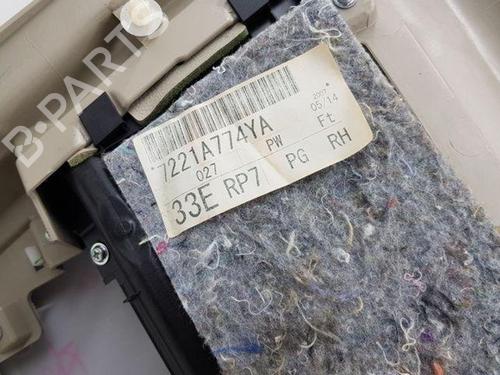 B-PARTS
2007
05/14
7221A774YA
027 PW Ft
33E RP7 PG RH